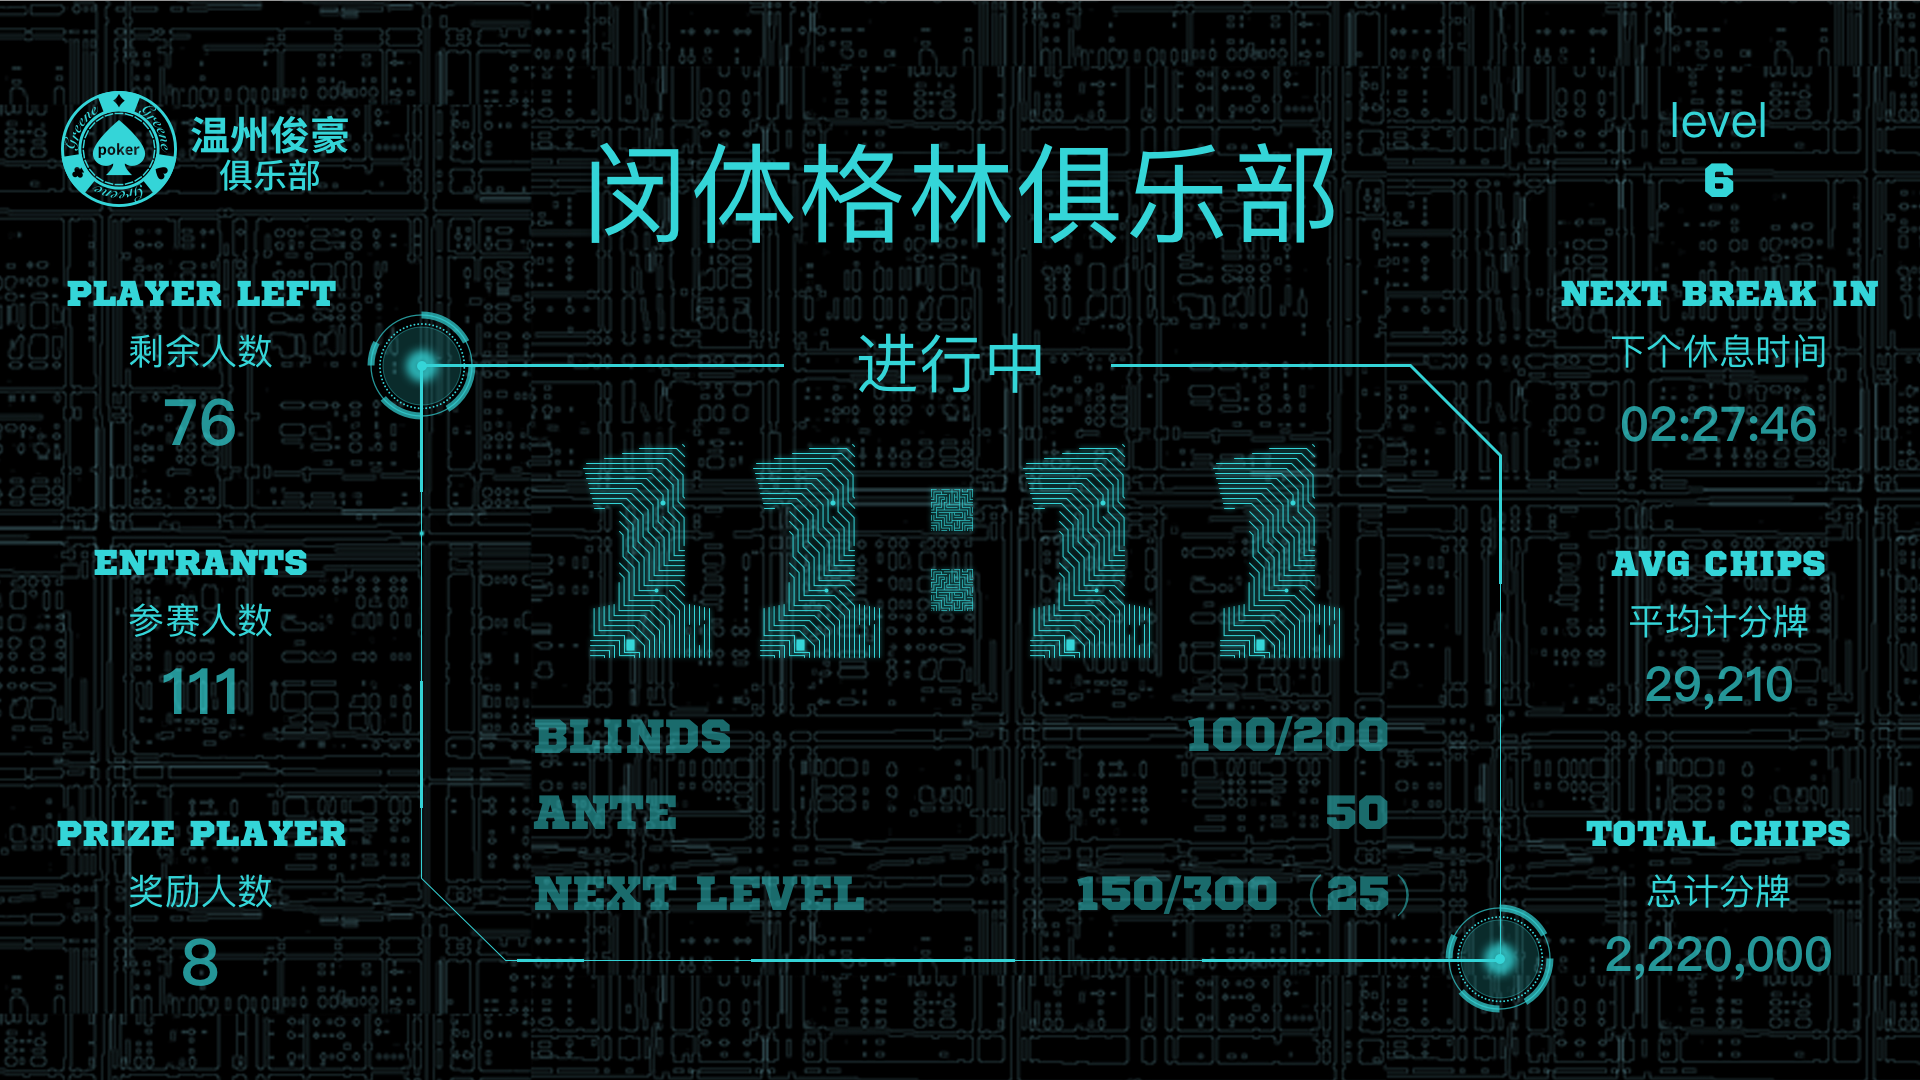 Greene
Greene
Greene
poker
温州俊豪
俱乐部
闵体格林俱乐部
level
6
PLAYER LEFT
剩余人数
76
ENTRANTS
参赛人数
111
PRIZE PLAYER
奖励人数
8
进行中
11:11
BLINDS 100/200
ANTE 50
NEXT LEVEL 150/300（25）
NEXT BREAK IN
下个休息时间
02:27:46
AVG CHIPS
平均计分牌
29,210
TOTAL CHIPS
总计分牌
2,220,000